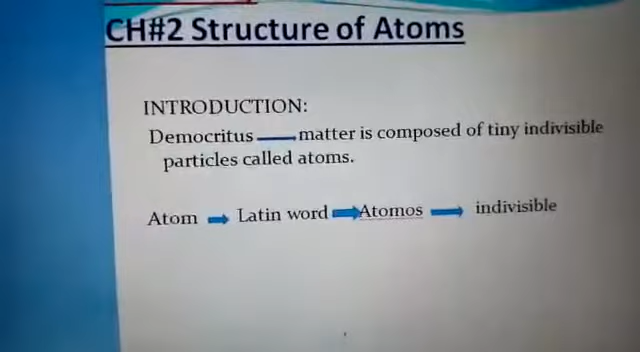 CH#2 Structure of Atoms
INTRODUCTION:
Democritus matter is composed of tiny indivisible
particles called atoms.
Atom Latin word Atomos indivisible